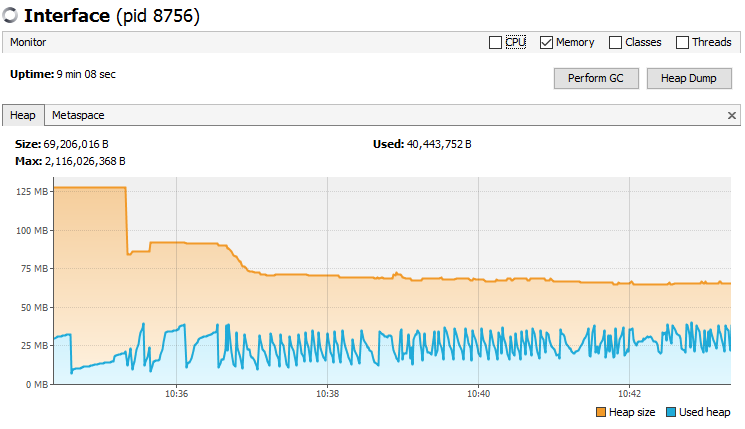 Interface (pid 8756)
Monitor CPU Memory Classes Threads
Uptime: 9 min 08 sec Perform GC Heap Dump
Heap Metaspace
Size: 69,206,016 B Used: 40,443,752 B
Max: 2,116,026,368 B
125 MB
100 MB
75 MB
50 MB
25 MB
0 MB
10:36 10:38 10:40 10:42
Heap size Used heap